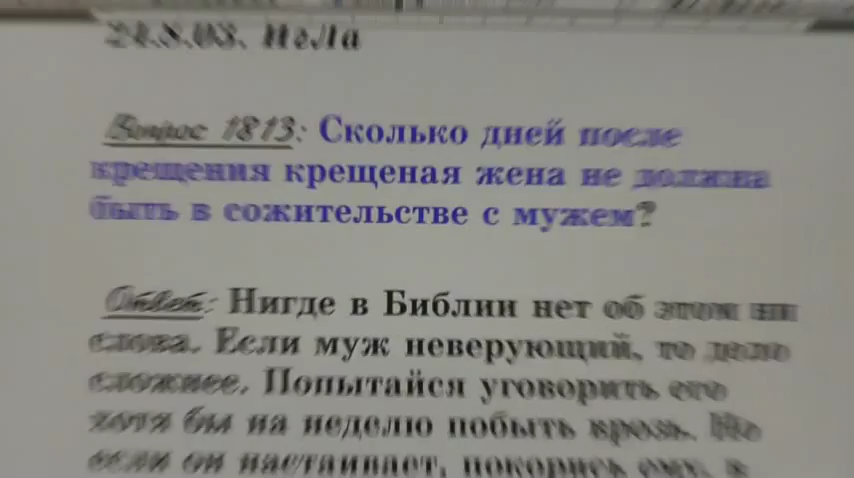 24.8.03. ИгЛа
Вопрос 1813: Сколько дней после
крещения крещеная жена не должна
быть в сожительстве с мужем?
Ответ: Нигде в Библии нет об этом ни
слова. Если муж неверующий, то дело
сложнее. Попытайся уговорить его
хотя бы на неделю побыть врозь. Но
если он настаивает, покорись ему, в